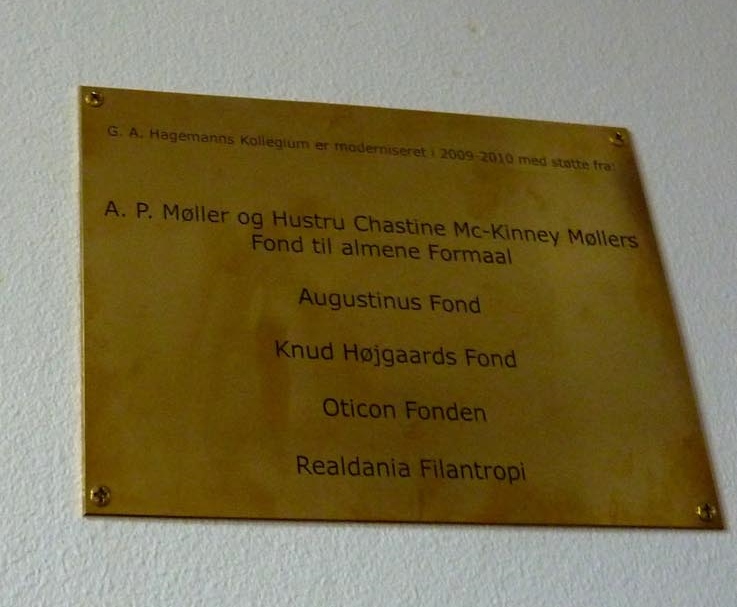 G. A. Hagemanns Kollegium er moderniseret i 2009-2010 med støtte fra:
A. P. Møller og Hustru Chastine Mc-Kinney Møllers
Fond til almene Formaal
Augustinus Fond
Knud Højgaards Fond
Oticon Fonden
Realdania Filantropi